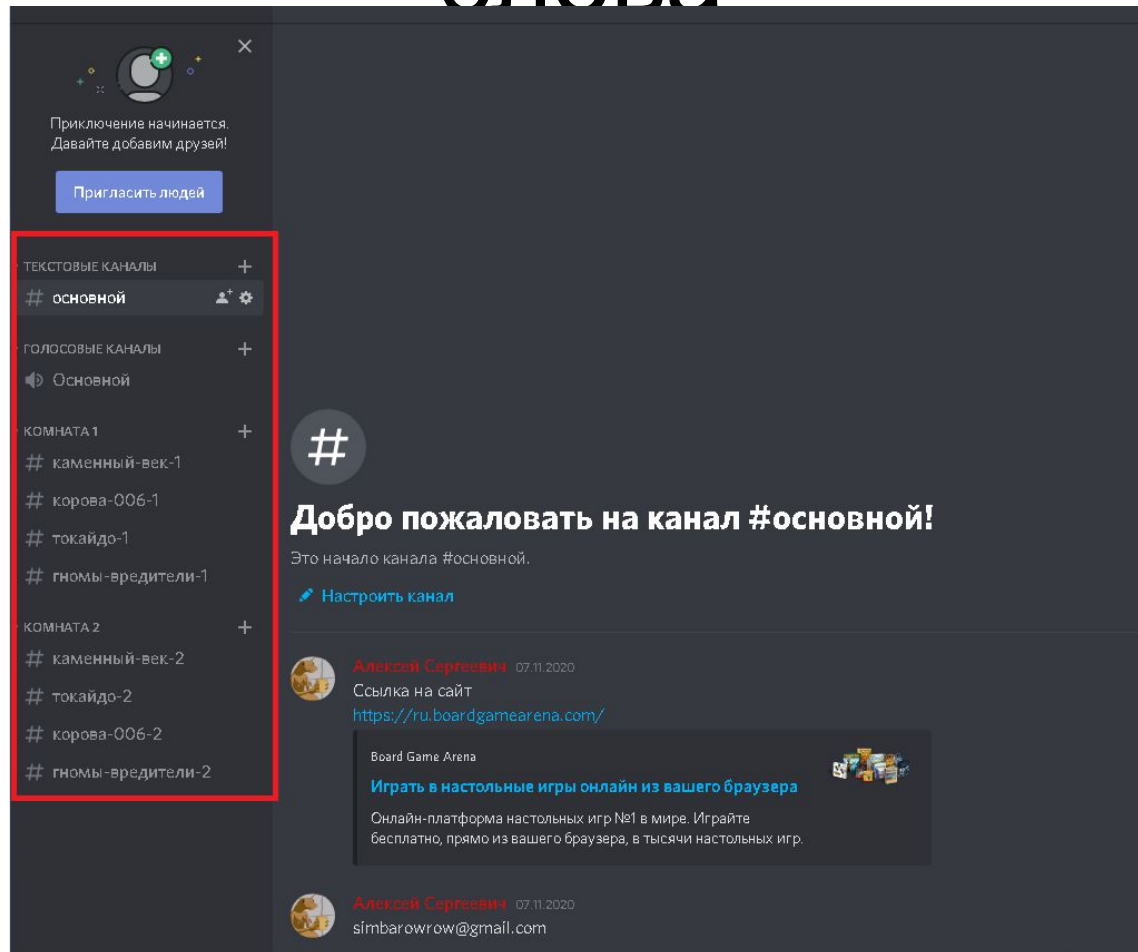 Приключение начинается.
Давайте добавим друзей!
Пригласить людей
ТЕКСТОВЫЕ КАНАЛЫ
# основной
ГОЛОСОВЫЕ КАНАЛЫ
Основной
КОМНАТА 1
# каменный-век-1
# корова-006-1
# токайдо-1
# гномы-вредители-1
КОМНАТА 2
# каменный-век-2
# токайдо-2
# корова-006-2
# гномы-вредители-2
#
Добро пожаловать на канал #основной!
Это начало канала #основной.
Настроить канал
Алексей Сергеевич 07.11.2020
Ссылка на сайт
https://ru.boardgamearena.com/
Board Game Arena
Играть в настольные игры онлайн из вашего браузера
Онлайн-платформа настольных игр №1 в мире. Играйте
бесплатно, прямо из вашего браузера, в тысячи настольных игр.
Алексей Сергеевич 07.11.2020
simbarowrow@gmail.com